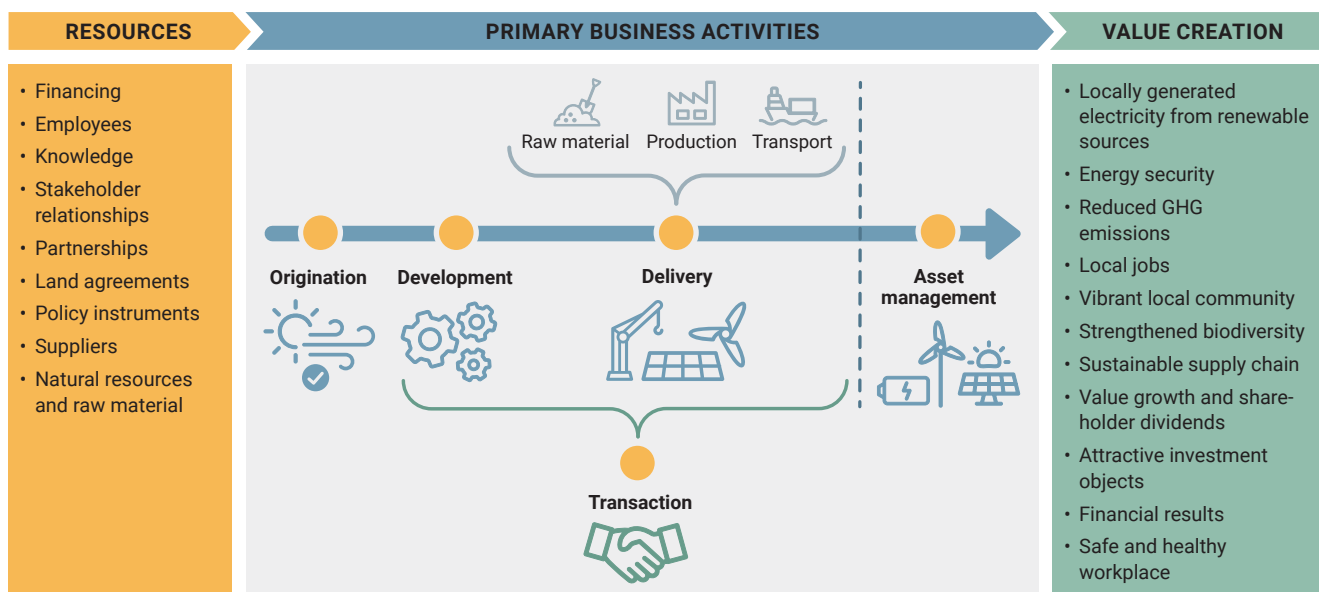 RESOURCES
• Financing
• Employees
• Knowledge
• Stakeholder
relationships
• Partnerships
• Land agreements
• Policy instruments
• Suppliers
• Natural resources
and raw material
PRIMARY BUSINESS ACTIVITIES
Raw material
Production
Transport
Origination
Development
Delivery
Asset
management
Transaction
VALUE CREATION
• Locally generated
electricity from renewable
sources
• Energy security
• Reduced GHG
emissions
• Local jobs
• Vibrant local community
• Strengthened biodiversity
• Sustainable supply chain
• Value growth and share-
holder dividends
• Attractive investment
objects
• Financial results
• Safe and healthy
workplace